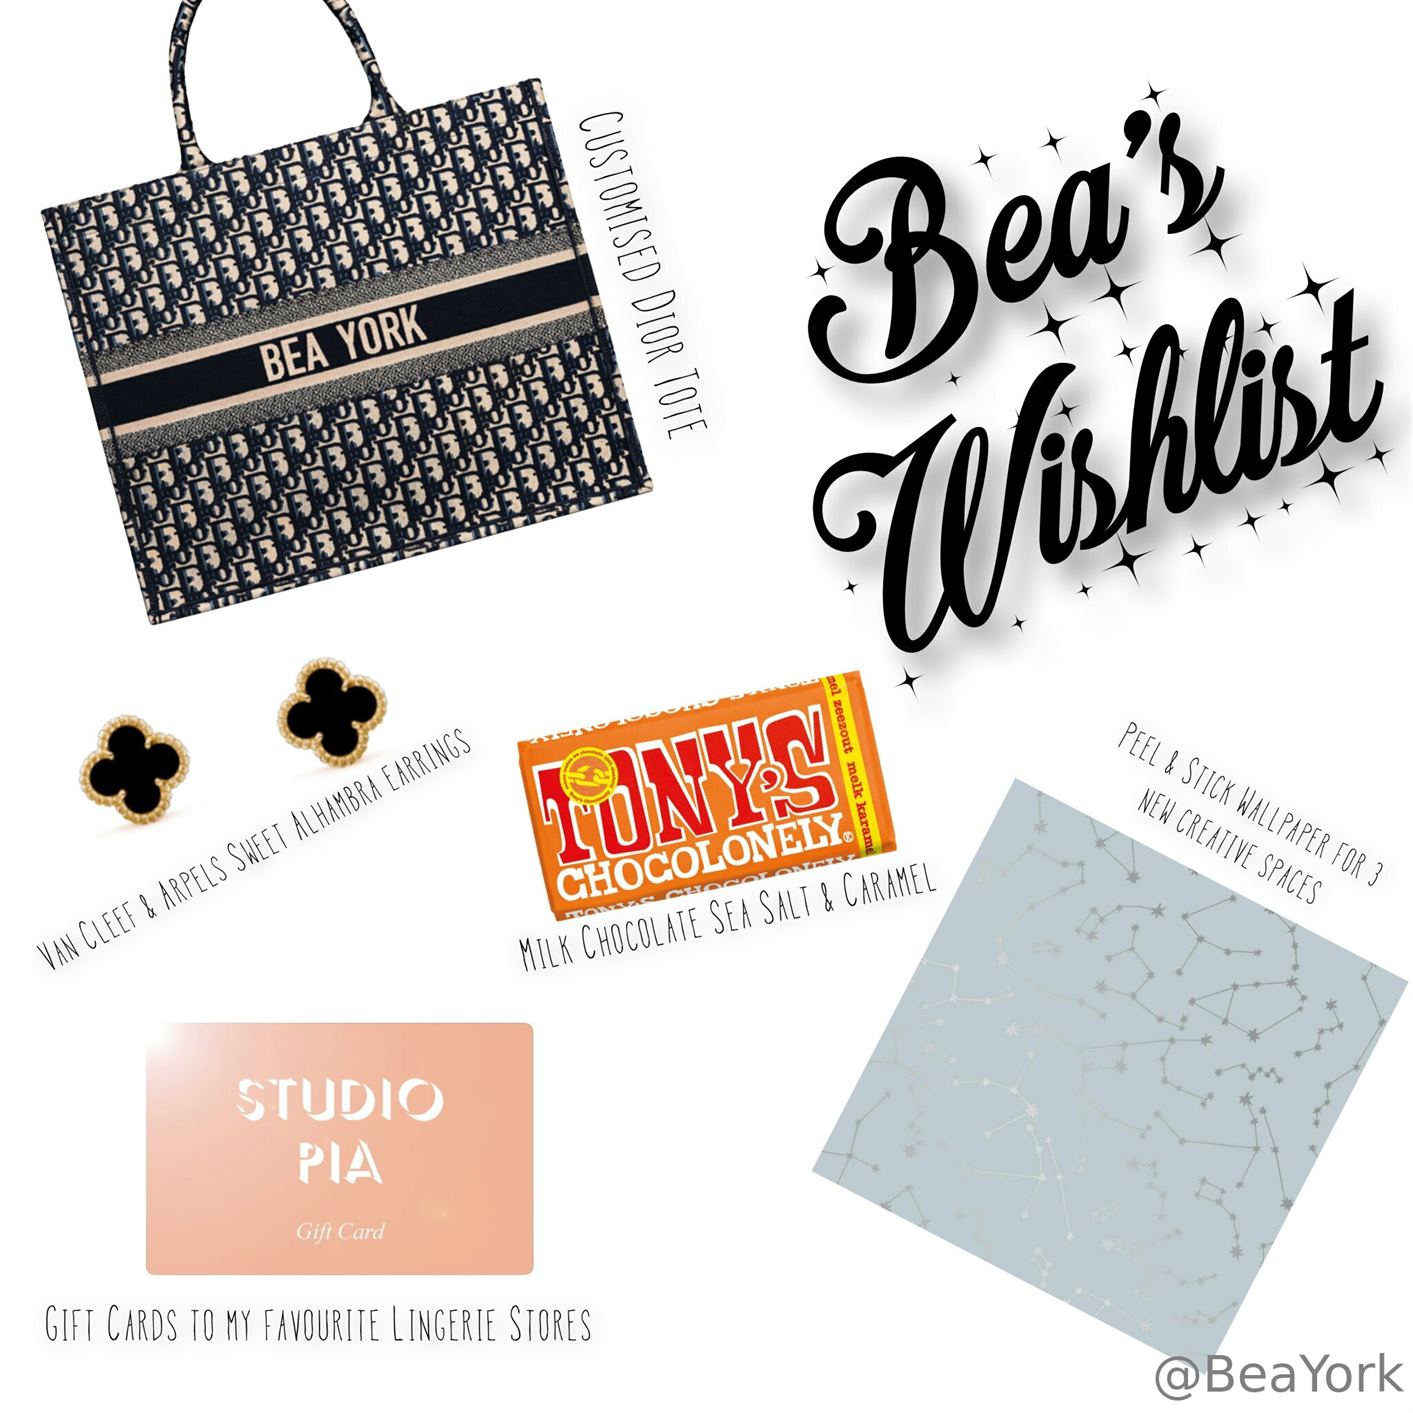 Bea's
Wishlist
BEA YORK
CUSTOMISED DIOR TOTE
VAN CLEEF & ARPELS SWEET ALHAMBRA EARRINGS
TONY'S
CHOCOLONELY®
mel zeezout melk karame
MILK CHOCOLATE SEA SALT & CARAMEL
PEEL & STICK WALLPAPER FOR 3
NEW CREATIVE SPACES
STUDIO
PIA
Gift Card
GIFT CARDS TO MY FAVOURITE LINGERIE STORES
@BeaYork